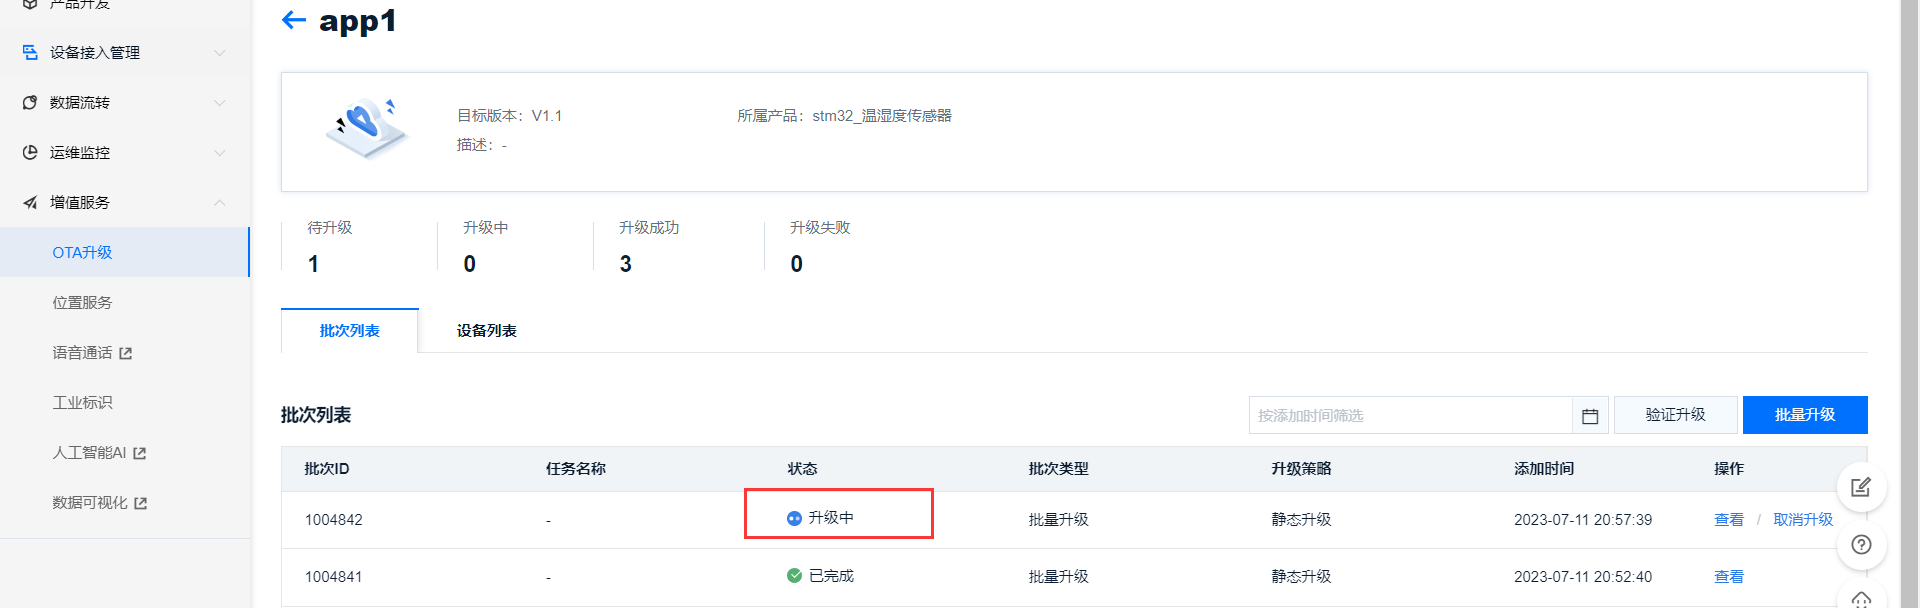 产品开发
设备接入管理
数据流转
运维监控
增值服务
OTA升级
位置服务
语音通话
工业标识
人工智能AI
数据可视化
app1
目标版本：V1.1
所属产品：stm32_温湿度传感器
描述：-
待升级
1
升级中
0
升级成功
3
升级失败
0
批次列表
设备列表
批次列表
按添加时间筛选
验证升级
批量升级
批次ID 任务名称 状态 批次类型 升级策略 添加时间 操作
1004842 - 升级中 批量升级 静态升级 2023-07-11 20:57:39 查看 / 取消升级
1004841 - 已完成 批量升级 静态升级 2023-07-11 20:52:40 查看